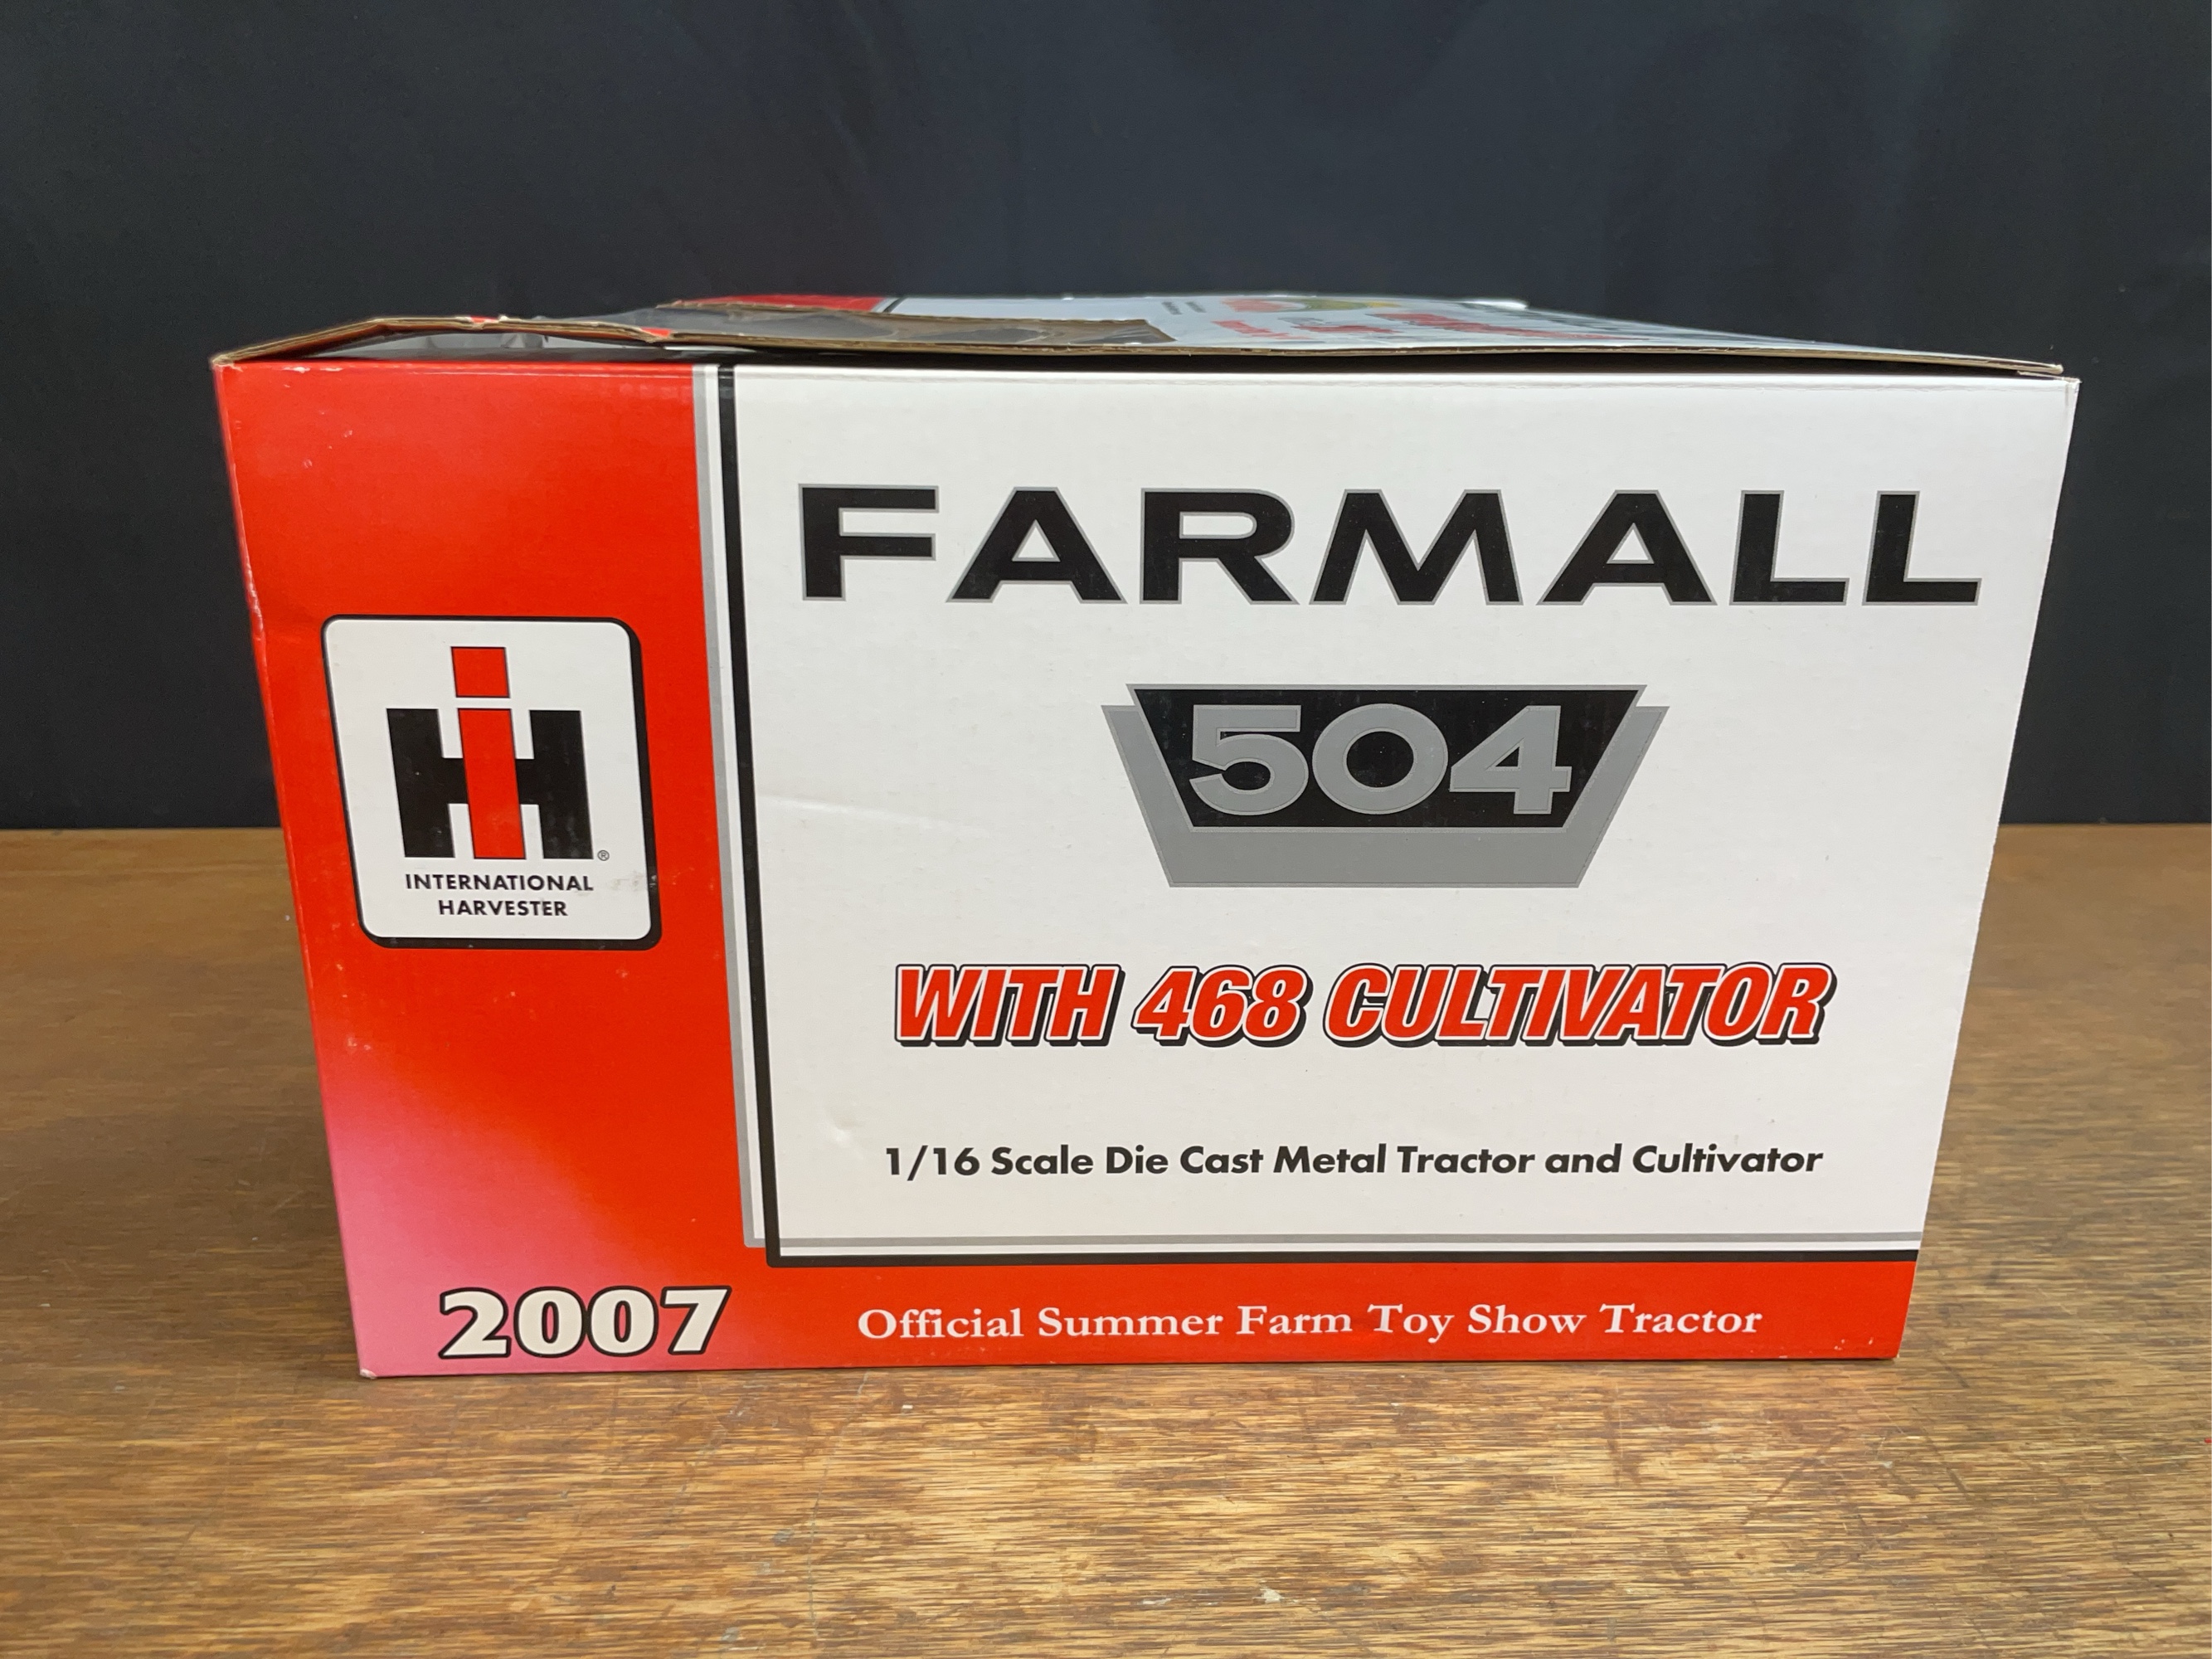 FARMALL
504
WITH 468 CULTIVATOR
1/16 Scale Die Cast Metal Tractor and Cultivator
IH®
INTERNATIONAL
HARVESTER
2007
Official Summer Farm Toy Show Tractor